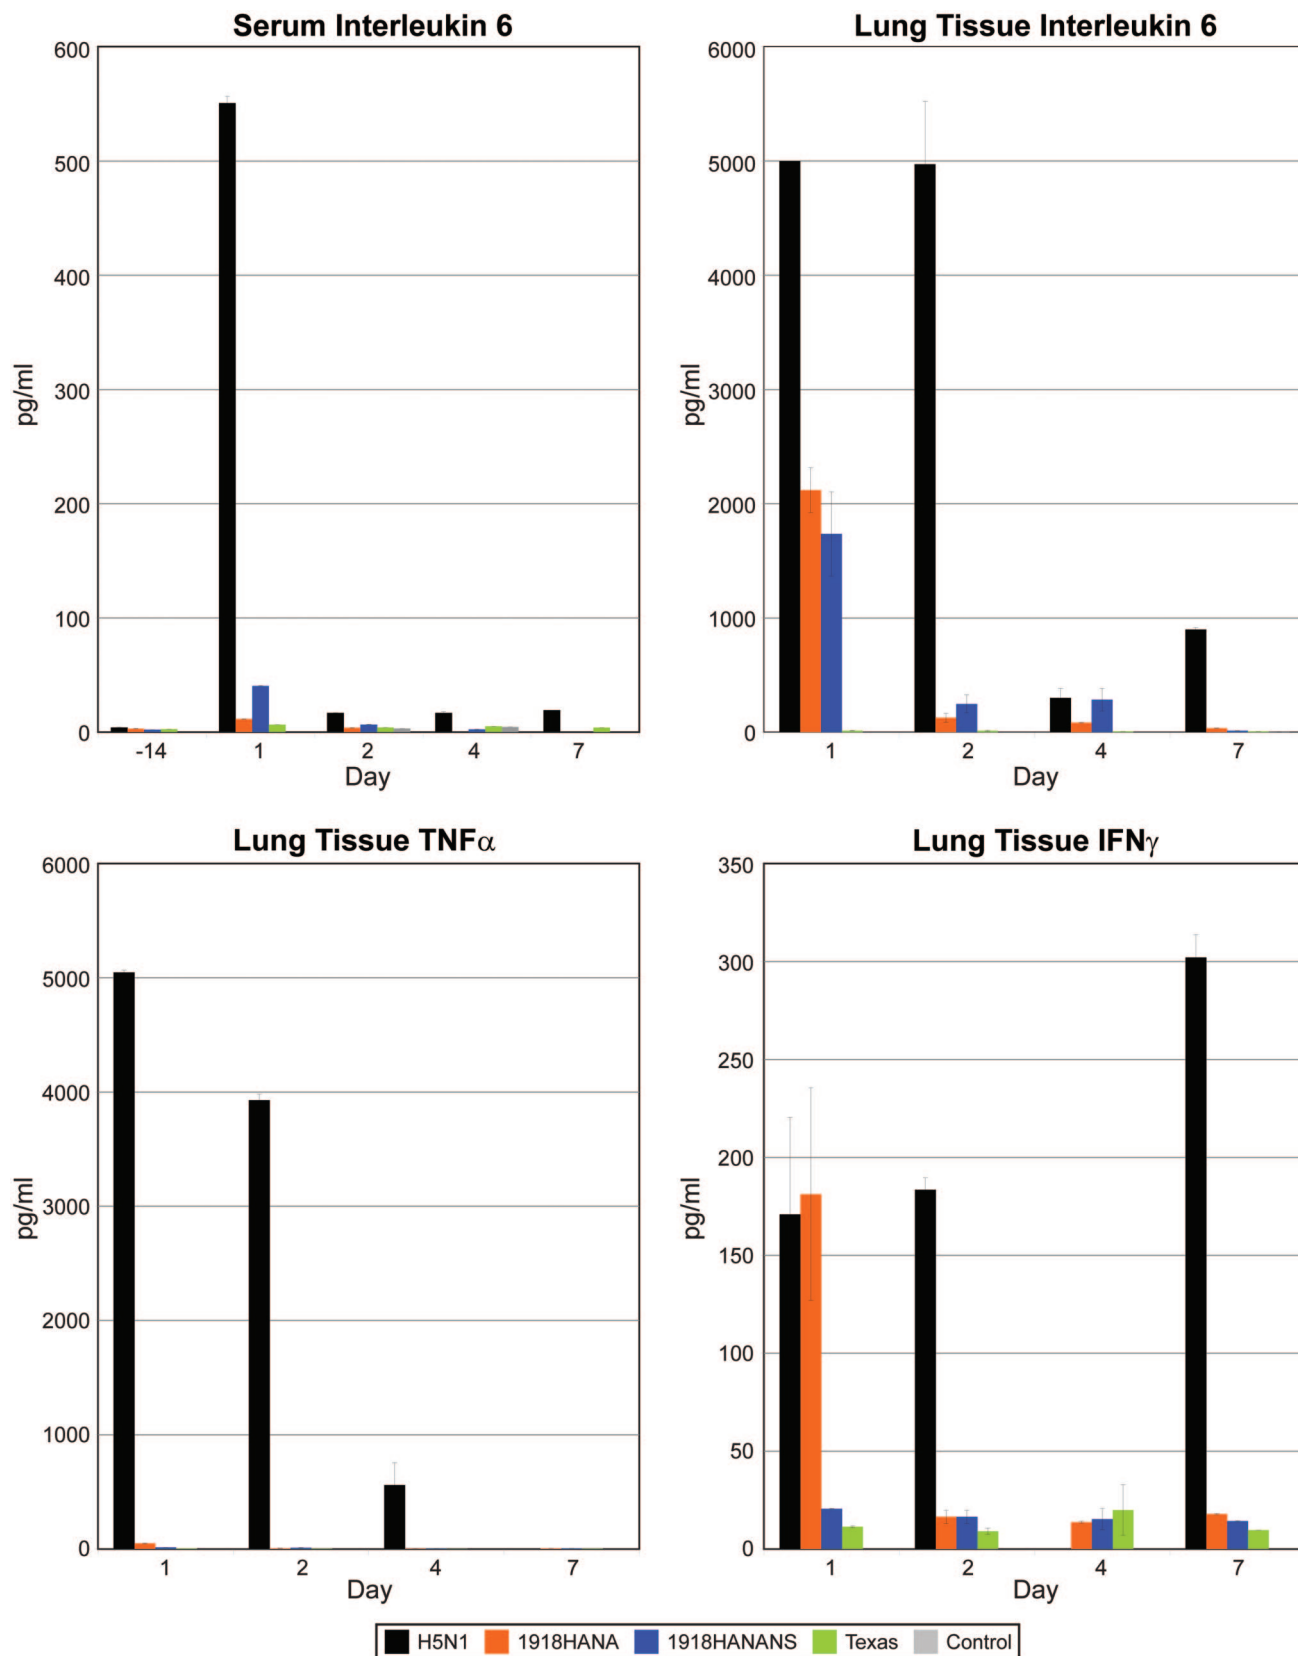 Serum Interleukin 6
600
500
400
300
200
100
0
pg/ml
-14 1 2 4 7
Day
Lung Tissue Interleukin 6
6000
5000
4000
3000
2000
1000
0
pg/ml
1 2 4 7
Day
Lung Tissue TNFα
6000
5000
4000
3000
2000
1000
0
pg/ml
1 2 4 7
Day
Lung Tissue IFNγ
350
300
250
200
150
100
50
0
pg/ml
1 2 4 7
Day
H5N1 1918HANA 1918HANANS Texas Control